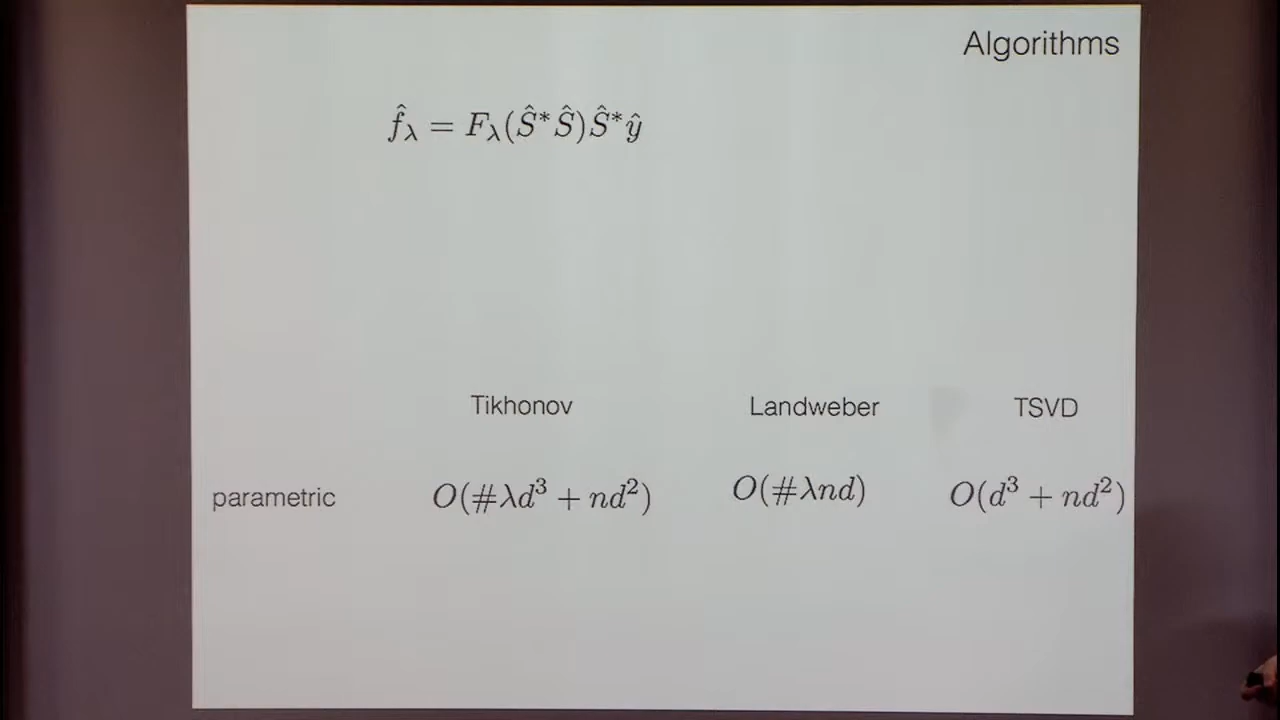 Algorithms
$\hat{f}_\lambda = F_\lambda(\hat{S}^*\hat{S})\hat{S}^*\hat{y}$
Tikhonov Landweber TSVD
parametric $O(\#\lambda d^3 + nd^2)$ $O(\#\lambda nd)$ $O(d^3 + nd^2)$